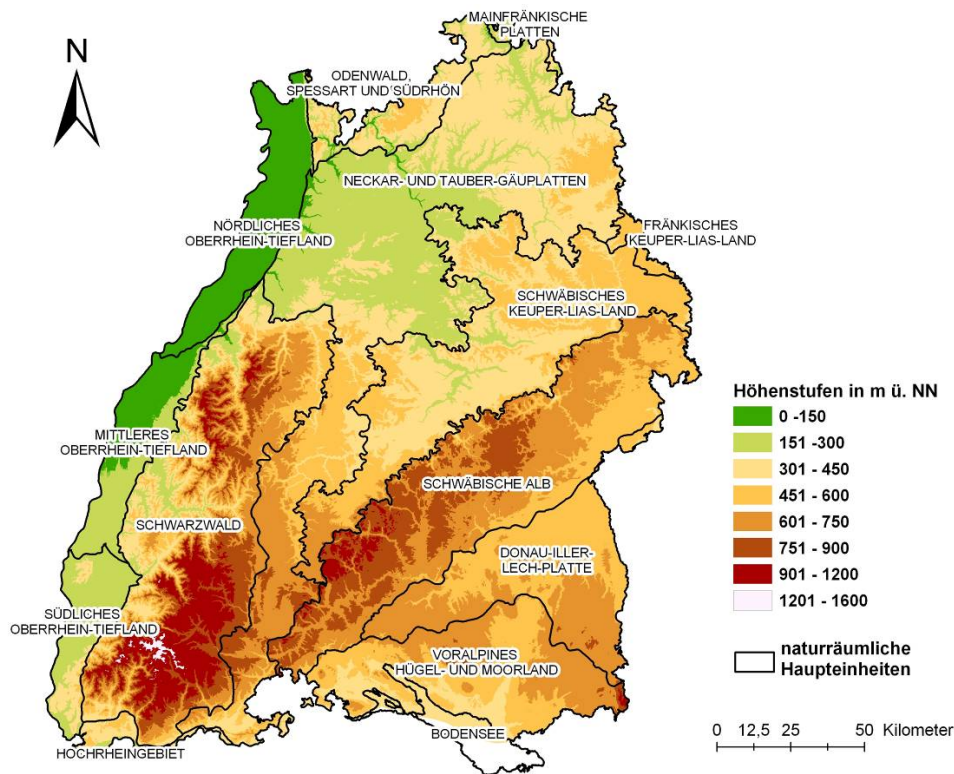 MAINFRÄNKISCHE
PLATTEN
N
ODENWALD,
SPESSART UND SÜDRHÖN
NECKAR- UND TAUBER-GÄUPLATTEN
NÖRDLICHES
OBERRHEIN-TIEFLAND
FRÄNKISCHES
KEUPER-LIAS-LAND
SCHWÄBISCHES
KEUPER-LIAS-LAND
MITTLERES
OBERRHEIN-TIEFLAND
SCHWÄBISCHE ALB
SCHWARZWALD
DONAU-ILLER-
LECH-PLATTE
SÜDLICHES
OBERRHEIN-TIEFLAND
VORALPINES
HÜGEL- UND MOORLAND
BODENSEE
HOCHRHEINGEBIET
Höhenstufen in m ü. NN
0 -150
151 -300
301 - 450
451 - 600
601 - 750
751 - 900
901 - 1200
1201 - 1600
naturräumliche
Haupteinheiten
0 12,5 25 50 Kilometer